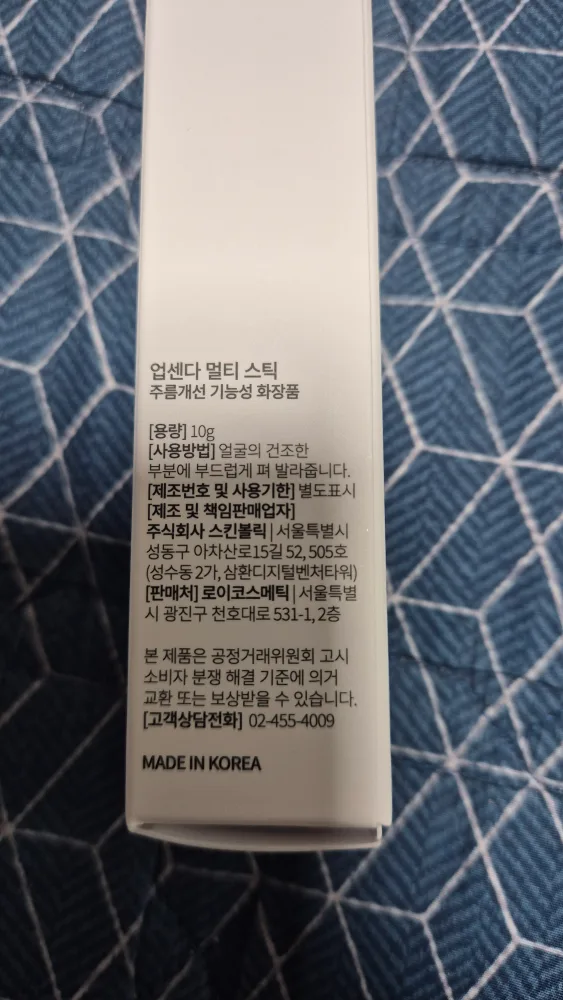 업센다 멀티 스틱
주름개선 기능성 화장품
[용량] 10g
[사용방법] 얼굴의 건조한
부분에 부드럽게 펴 발라줍니다.
[제조번호 및 사용기한] 별도표시
[제조 및 책임판매업자]
주식회사 스킨볼릭 | 서울특별시
성동구 아차산로15길 52, 505호
(성수동 2가, 삼환디지털벤처타워)
[판매처] 로이코스메틱 | 서울특별
시 광진구 천호대로 531-1, 2층
본 제품은 공정거래위원회 고시
소비자 분쟁 해결 기준에 의거
교환 또는 보상받을 수 있습니다.
[고객상담전화] 02-455-4009
MADE IN KOREA